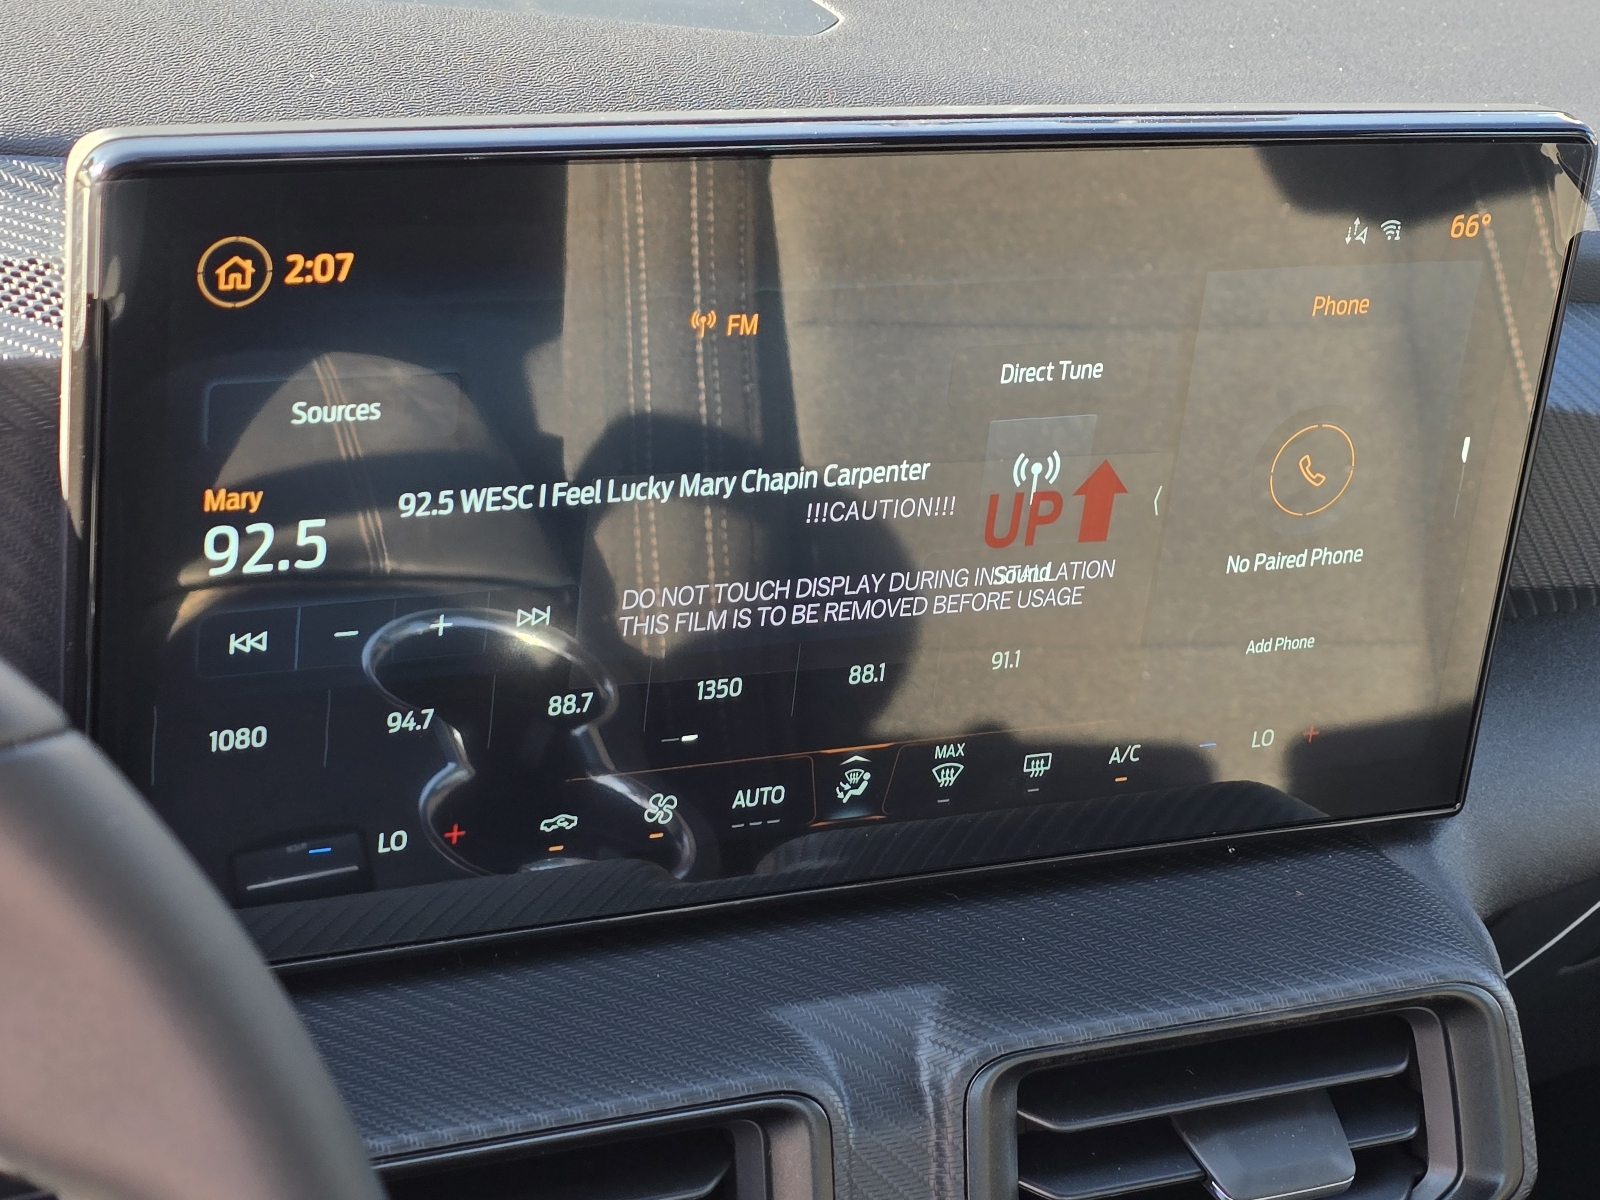 2:07
66°
FM
Phone
Direct Tune
Sources
92.5 WESC I Feel Lucky Mary Chapin Carpenter
Mary
92.5
!!!CAUTION!!!
UP
Sound
DO NOT TOUCH DISPLAY DURING INSTALLATION
THIS FILM IS TO BE REMOVED BEFORE USAGE
No Paired Phone
Add Phone
1080
94.7
88.7
1350
88.1
91.1
LO
AUTO
MAX
A/C
LO